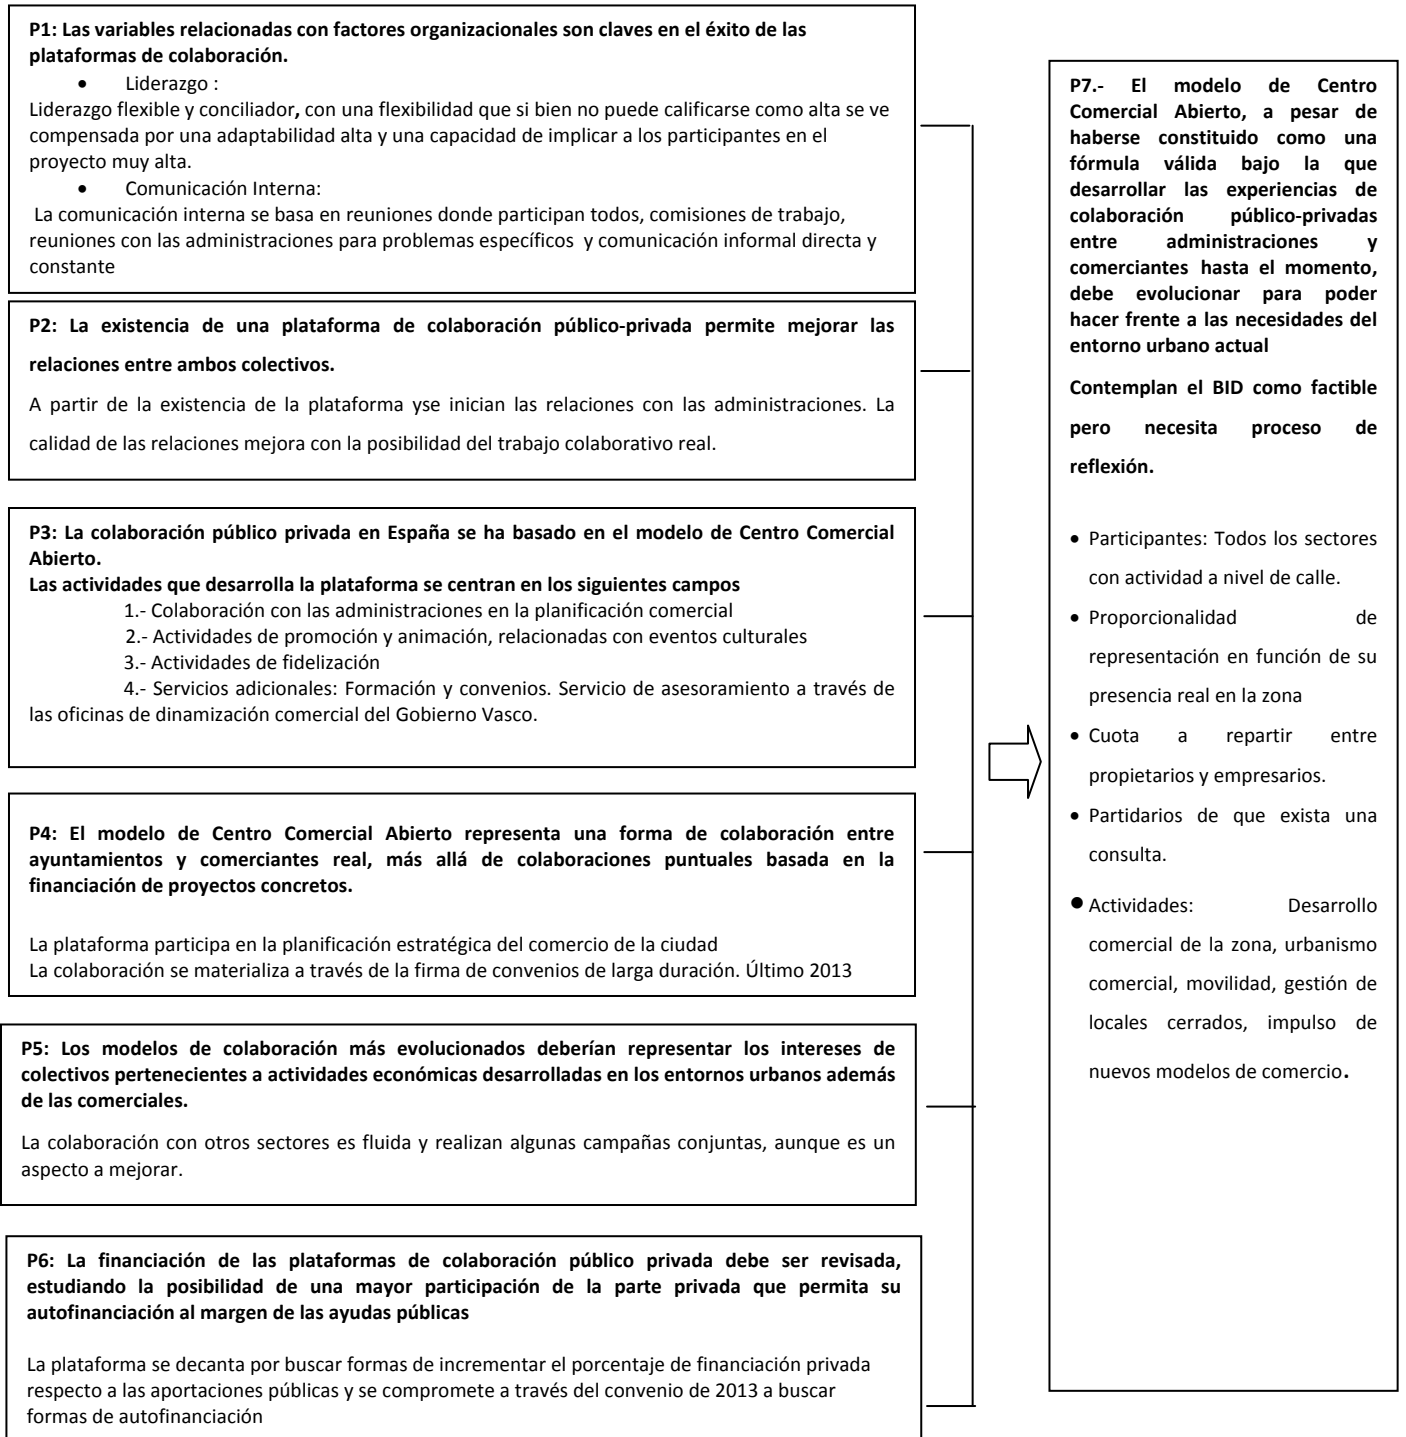 P1: Las variables relacionadas con factores organizacionales son claves en el éxito de las
plataformas de colaboración.
• Liderazgo :
Liderazgo flexible y conciliador, con una flexibilidad que si bien no puede calificarse como alta se ve
compensada por una adaptabilidad alta y una capacidad de implicar a los participantes en el
proyecto muy alta.
• Comunicación Interna:
La comunicación interna se basa en reuniones donde participan todos, comisiones de trabajo,
reuniones con las administraciones para problemas específicos y comunicación informal directa y
constante
P2: La existencia de una plataforma de colaboración público-privada permite mejorar las
relaciones entre ambos colectivos.
A partir de la existencia de la plataforma yse inician las relaciones con las administraciones. La
calidad de las relaciones mejora con la posibilidad del trabajo colaborativo real.
P3: La colaboración público privada en España se ha basado en el modelo de Centro Comercial
Abierto.
Las actividades que desarrolla la plataforma se centran en los siguientes campos
1.- Colaboración con las administraciones en la planificación comercial
2.- Actividades de promoción y animación, relacionadas con eventos culturales
3.- Actividades de fidelización
4.- Servicios adicionales: Formación y convenios. Servicio de asesoramiento a través de
las oficinas de dinamización comercial del Gobierno Vasco.
P4: El modelo de Centro Comercial Abierto representa una forma de colaboración entre
ayuntamientos y comerciantes real, más allá de colaboraciones puntuales basada en la
financiación de proyectos concretos.
La plataforma participa en la planificación estratégica del comercio de la ciudad
La colaboración se materializa a través de la firma de convenios de larga duración. Último 2013
P5: Los modelos de colaboración más evolucionados deberían representar los intereses de
colectivos pertenecientes a actividades económicas desarrolladas en los entornos urbanos además
de las comerciales.
La colaboración con otros sectores es fluida y realizan algunas campañas conjuntas, aunque es un
aspecto a mejorar.
P6: La financiación de las plataformas de colaboración público privada debe ser revisada,
estudiando la posibilidad de una mayor participación de la parte privada que permita su
autofinanciación al margen de las ayudas públicas
La plataforma se decanta por buscar formas de incrementar el porcentaje de financiación privada
respecto a las aportaciones públicas y se compromete a través del convenio de 2013 a buscar
formas de autofinanciación
P7.- El modelo de Centro
Comercial Abierto, a pesar de
haberse constituido como una
fórmula válida bajo la que
desarrollar las experiencias de
colaboración público-privadas
entre administraciones y
comerciantes hasta el momento,
debe evolucionar para poder
hacer frente a las necesidades del
entorno urbano actual
Contemplan el BID como factible
pero necesita proceso de
reflexión.
• Participantes: Todos los sectores
con actividad a nivel de calle.
• Proporcionalidad de
representación en función de su
presencia real en la zona
• Cuota a repartir entre
propietarios y empresarios.
• Partidarios de que exista una
consulta.
• Actividades: Desarrollo
comercial de la zona, urbanismo
comercial, movilidad, gestión de
locales cerrados, impulso de
nuevos modelos de comercio.